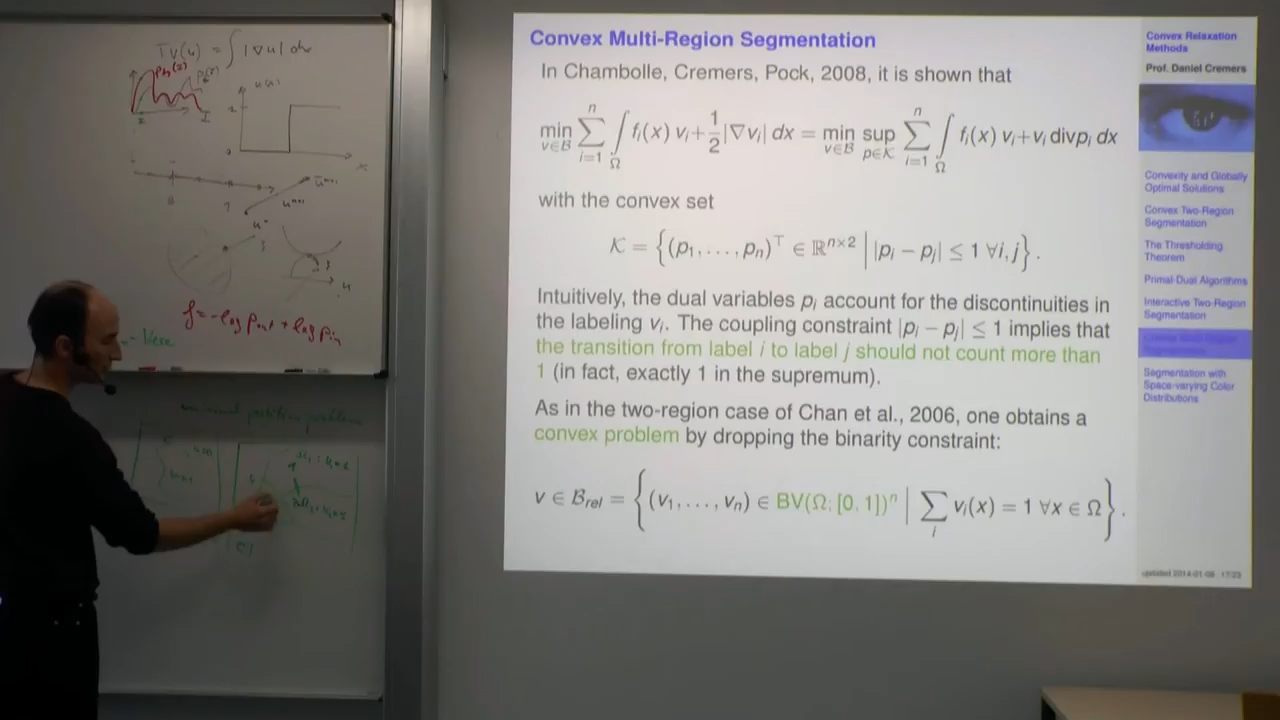 TV(u) = ∫ |∇u| dx
u(x)
x
f = -log p_out + log p_in
Convex Multi-Region Segmentation
In Chambolle, Cremers, Pock, 2008, it is shown that
min_{v∈B} ∑_{i=1}^{n} ∫_Ω f_i(x) v_i + 1/2 |∇v_i| dx = min_{v∈B} sup_{p∈K} ∑_{i=1}^{n} ∫_Ω f_i(x) v_i + v_i div p_i dx
with the convex set
K = {(p_1, . . . , p_n)^⊤ ∈ ℝ^{n×2} | |p_i − p_j| ≤ 1 ∀i, j}.
Intuitively, the dual variables p_i account for the discontinuities in
the labeling v_i. The coupling constraint |p_i − p_j| ≤ 1 implies that
the transition from label i to label j should not count more than
1 (in fact, exactly 1 in the supremum).
As in the two-region case of Chan et al., 2006, one obtains a
convex problem by dropping the binarity constraint:
v ∈ B_rel = {(v_1, . . . , v_n) ∈ BV(Ω; [0, 1])^n | ∑_i v_i(x) = 1 ∀x ∈ Ω}.
Convex Relaxation
Methods
Prof. Daniel Cremers
Convexity and Globally
Optimal Solutions
Convex Two-Region
Segmentation
The Thresholding
Theorem
Primal-Dual Algorithms
Interactive Two-Region
Segmentation
Segmentation with
Space-varying Color
Distributions